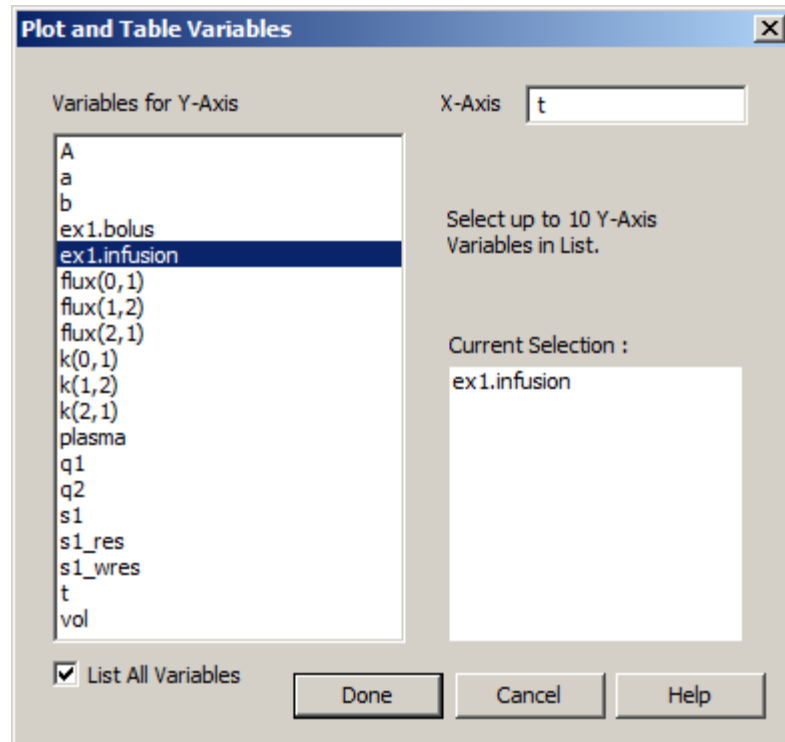 Plot and Table Variables
Variables for Y-Axis
X-Axis
t
A
a
b
ex1.bolus
ex1.infusion
flux(0,1)
flux(1,2)
flux(2,1)
k(0,1)
k(1,2)
k(2,1)
plasma
q1
q2
s1
s1_res
s1_wres
t
vol
Select up to 10 Y-Axis
Variables in List.
Current Selection :
ex1.infusion
List All Variables
Done
Cancel
Help